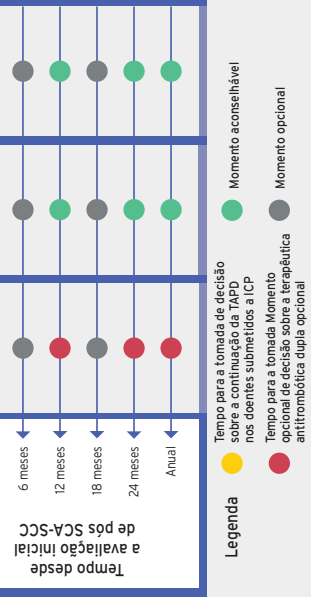 Tempo desde
a avaliação inicial
de pós SCA-SCC
6 meses
12 meses
18 meses
24 meses
Anual
Legenda
Tempo para a tomada de decisão
sobre a continuação da TAPD
nos doentes submetidos a ICP
Momento aconselhável
Tempo para a tomada Momento
opcional de decisão sobre a terapêutica
antitrombótica dupla opcional
Momento opcional